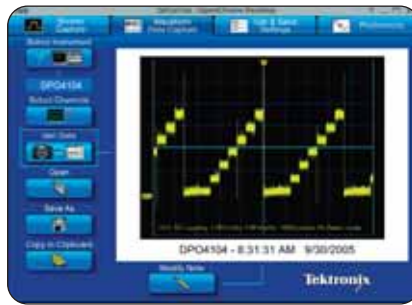 Screen
Capture
Waveform
Data Capture
Get & Send
Settings
Preferences
Select Instrument
DPO4104
Select Channels
Get Data
Open
Save As
Copy to Clipboard
DPO4104 - 8:31:31 AM 9/30/2005
Modify Note
Tektronix